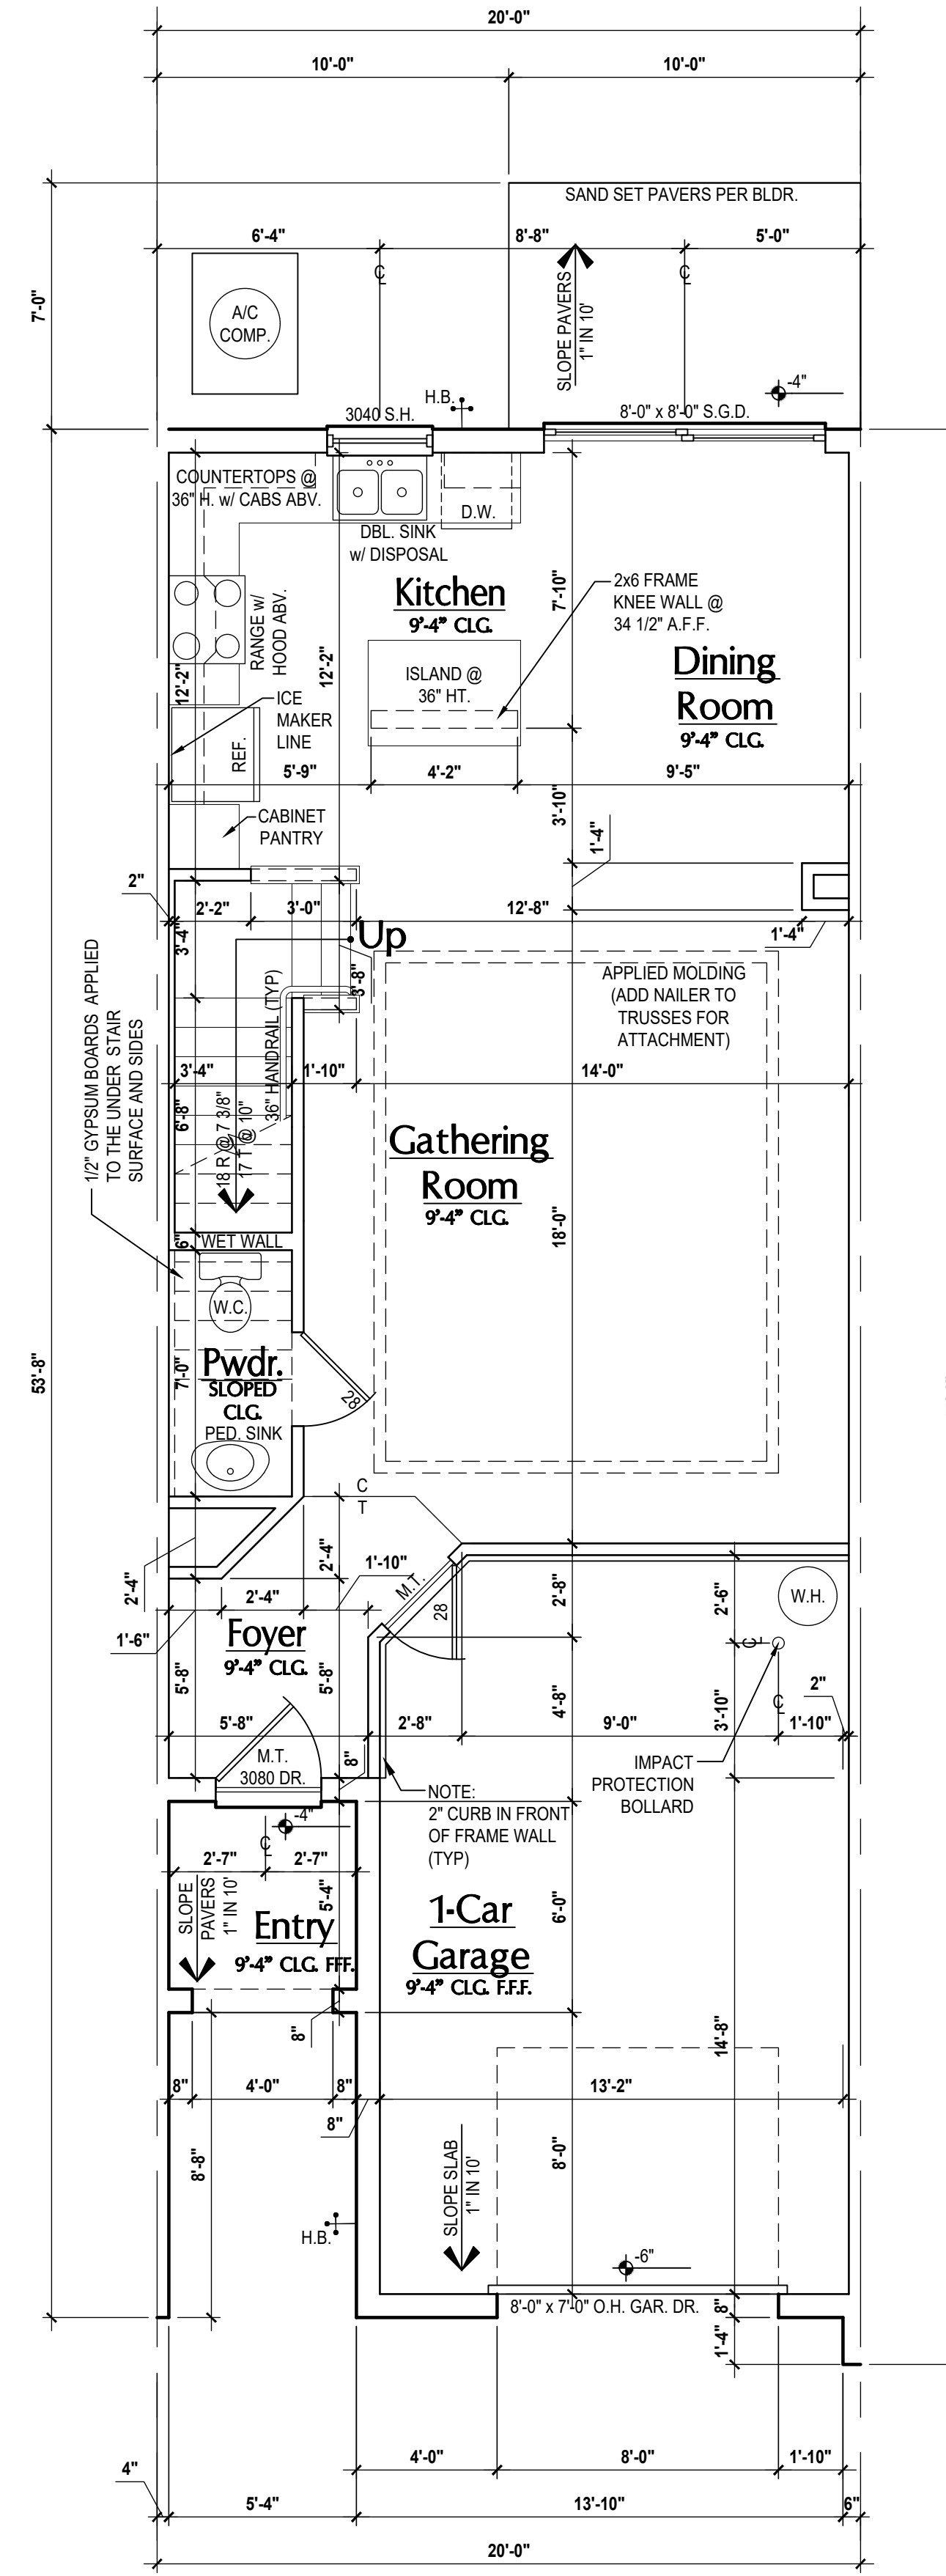 20'-0"
10'-0"
10'-0"
SAND SET PAVERS PER BLDR.
6'-4"
8'-8"
5'-0"
7'-0"
A/C
COMP.
SLOPE PAVERS
1" IN 10'
-4"
H.B.
3040 S.H.
8'-0" x 8'-0" S.G.D.
COUNTERTOPS @
36" H. w/ CABS ABV.
D.W.
DBL. SINK
w/ DISPOSAL
Kitchen
9'-4" CLG.
7'-10"
2x6 FRAME
KNEE WALL @
34 1/2" A.F.F.
RANGE w/
HOOD ABV.
12'-2"
12'-2"
ISLAND @
36" HT.
Dining
Room
9'-4" CLG.
ICE
MAKER
LINE
REF.
5'-9"
4'-2"
9'-5"
3'-10"
CABINET
PANTRY
1'-4"
2"
2'-2"
3'-0"
12'-8"
1'-4"
3'-4"
Up
3'-8"
36" HANDRAIL (TYP)
APPLIED MOLDING
(ADD NAILER TO
TRUSSES FOR
ATTACHMENT)
1/2" GYPSUM BOARDS APPLIED
TO THE UNDER STAIR
SURFACE AND SIDES
3'-4"
1'-10"
14'-0"
6'-8"
18 R @ 7 3/8"
17 T @ 10"
Gathering
Room
9'-4" CLG.
18'-0"
6"
WET WALL
W.C.
53'-8"
7'-0"
Pwdr.
SLOPED
CLG.
PED. SINK
28
C
T
2'-4"
2'-4"
1'-10"
M.T.
28
2'-8"
2'-6"
W.H.
2'-4"
1'-6"
Foyer
9'-4" CLG.
5'-8"
5'-8"
4'-8"
3'-10"
2"
5'-8"
2'-8"
9'-0"
1'-10"
M.T.
3080 DR.
8"
IMPACT
PROTECTION
BOLLARD
NOTE:
2" CURB IN FRONT
OF FRAME WALL
(TYP)
-4"
2'-7"
2'-7"
SLOPE
PAVERS
1" IN 10'
5'-4"
Entry
9'-4" CLG. FFF.
1-Car
Garage
9'-4" CLG. F.F.F.
6'-0"
8"
14'-8"
8"
4'-0"
8"
13'-2"
8"
8'-8"
8'-0"
SLOPE SLAB
1" IN 10'
H.B.
-6"
8'-0" x 7'-0" O.H. GAR. DR.
8"
1'-4"
4'-0"
8'-0"
1'-10"
4"
5'-4"
13'-10"
6"
20'-0"